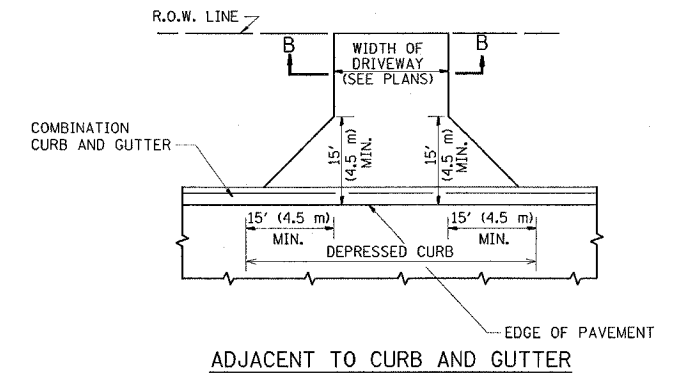 R.O.W. LINE
B
B
WIDTH OF
DRIVEWAY
(SEE PLANS)
COMBINATION
CURB AND GUTTER
15'
(4.5 m)
MIN.
15'
(4.5 m)
MIN.
15' (4.5 m)
MIN.
15' (4.5 m)
MIN.
DEPRESSED CURB
EDGE OF PAVEMENT
ADJACENT TO CURB AND GUTTER